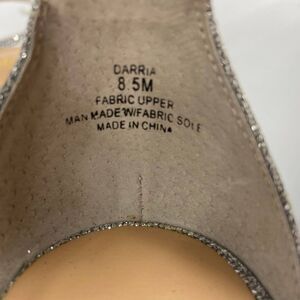 DARRIA
8.5M
FABRIC UPPER
MAN MADE W/FABRIC SOLE
MADE IN CHINA